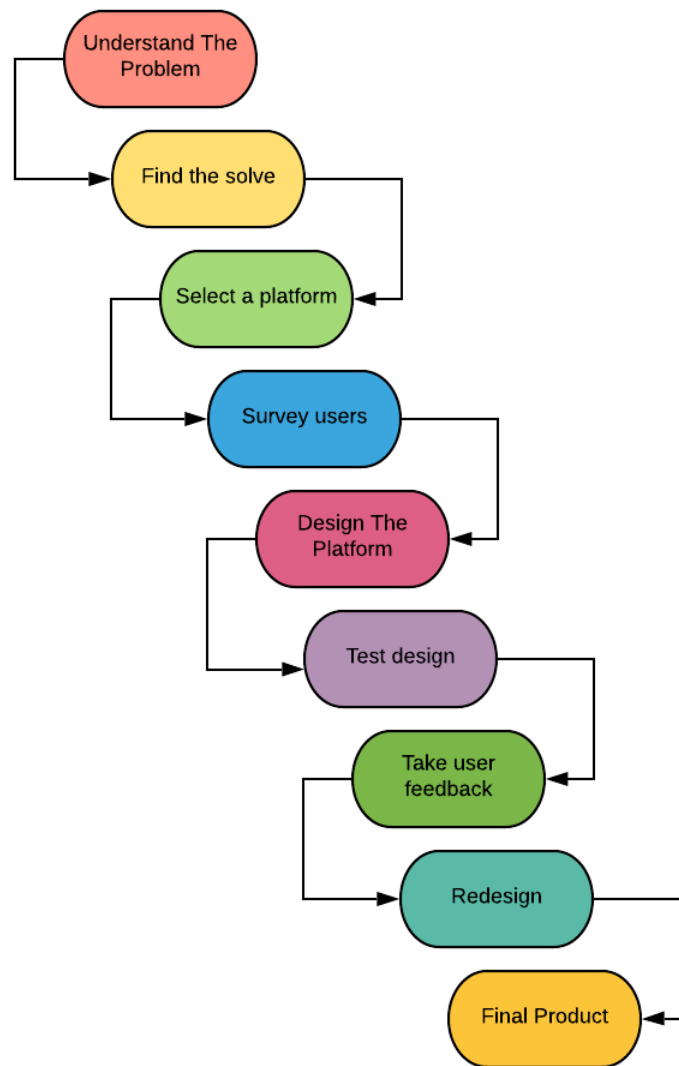 Understand The
Problem
Find the solve
Select a platform
Survey users
Design The
Platform
Test design
Take user
feedback
Redesign
Final Product